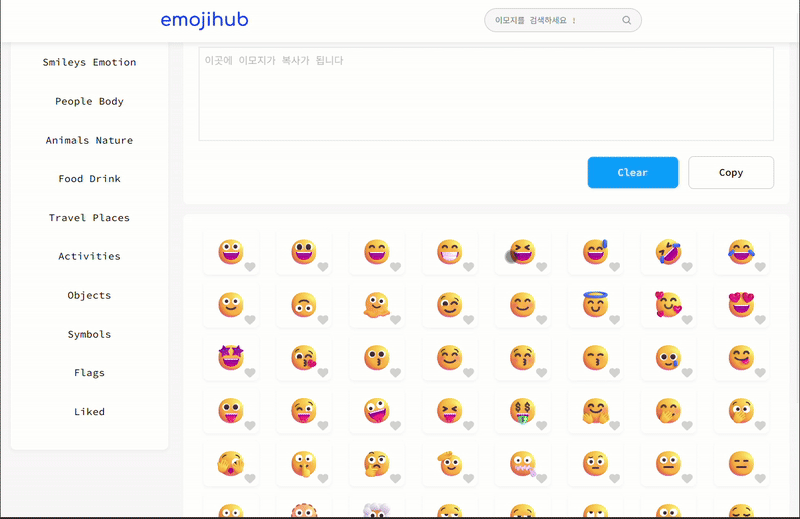 emojihub
이모지를 검색하세요 !
Smileys Emotion
People Body
Animals Nature
Food Drink
Travel Places
Activities
Objects
Symbols
Flags
Liked
이곳에 이모지가 복사가 됩니다
Clear
Copy